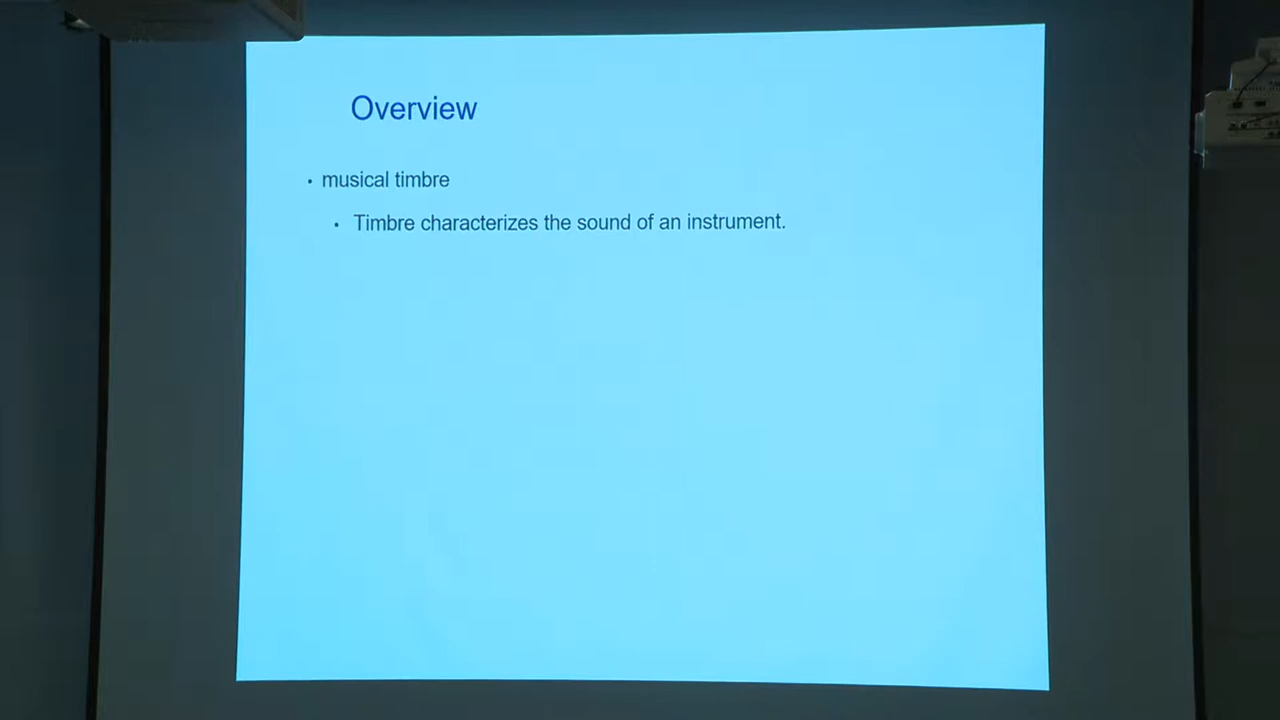 Overview
• musical timbre
• Timbre characterizes the sound of an instrument.